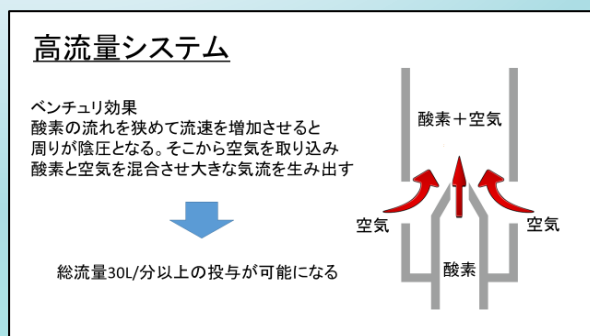 高流量システム
ベンチュリ効果
酸素の流れを狭めて流速を増加させると
周りが陰圧となる。そこから空気を取り込み
酸素と空気を混合させ大きな気流を生み出す
総流量30L/分以上の投与が可能になる
酸素＋空気
空気
空気
酸素